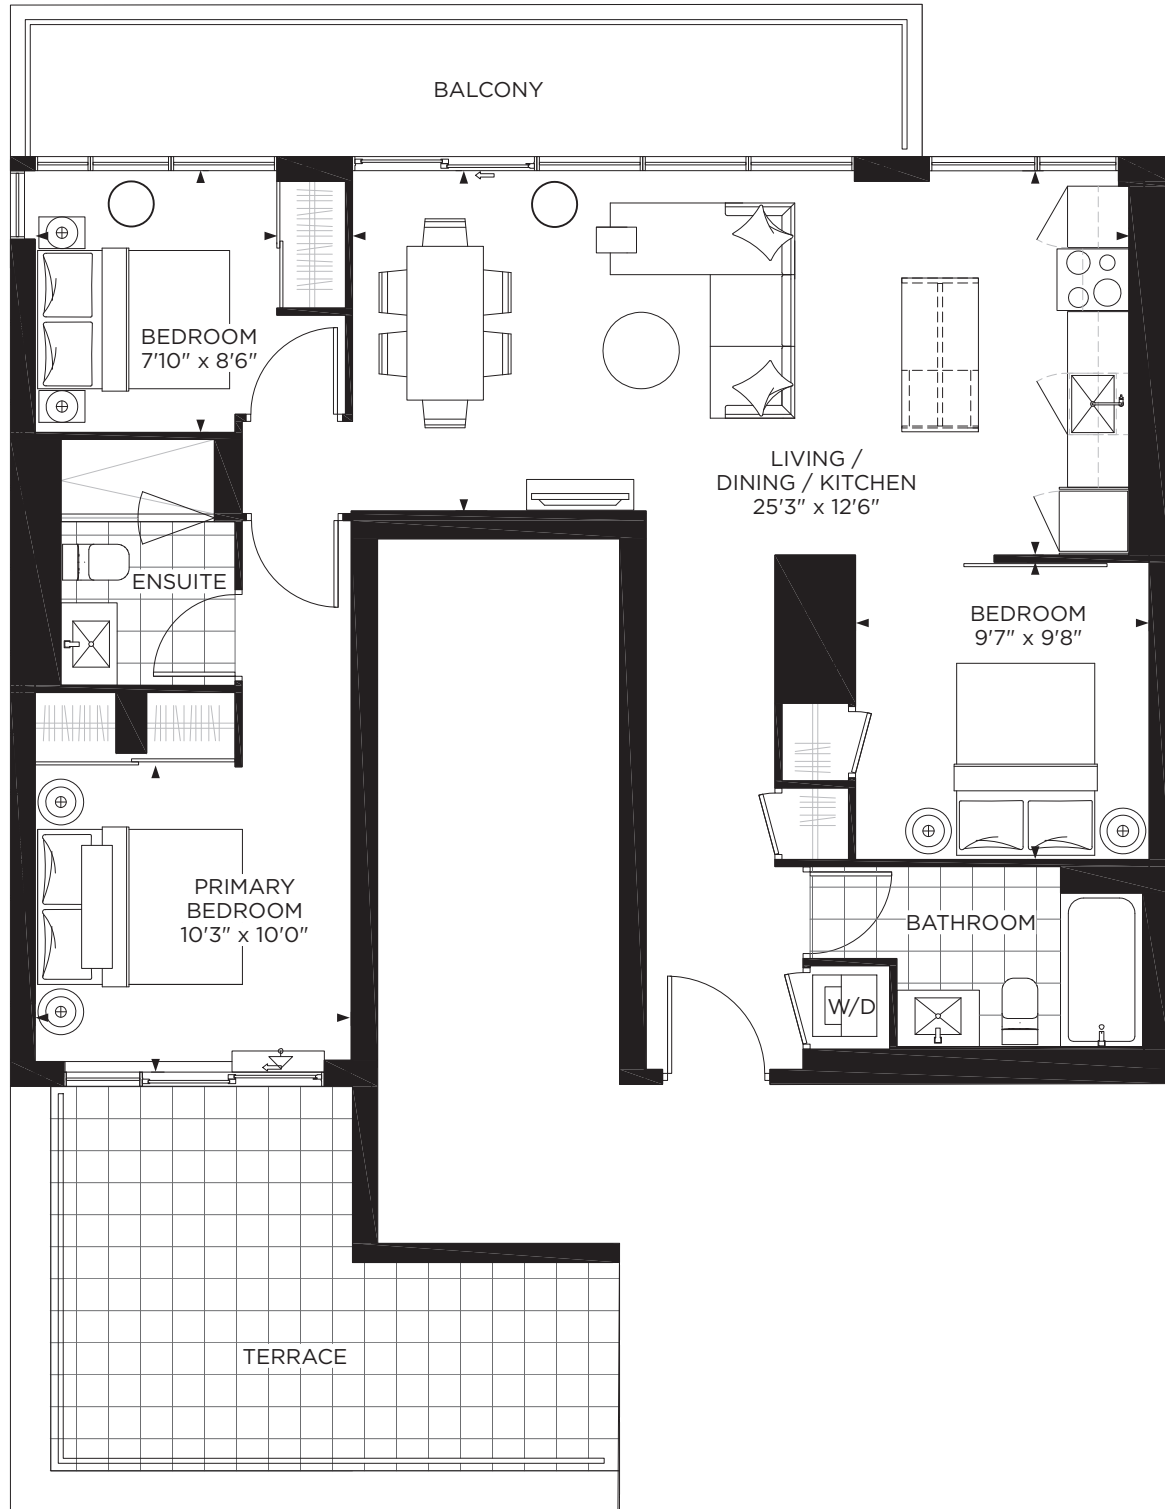 BALCONY
BEDROOM
7'10" x 8'6"
LIVING /
DINING / KITCHEN
25'3" x 12'6"
ENSUITE
BEDROOM
9'7" x 9'8"
PRIMARY
BEDROOM
10'3" x 10'0"
BATHROOM
W/D
TERRACE